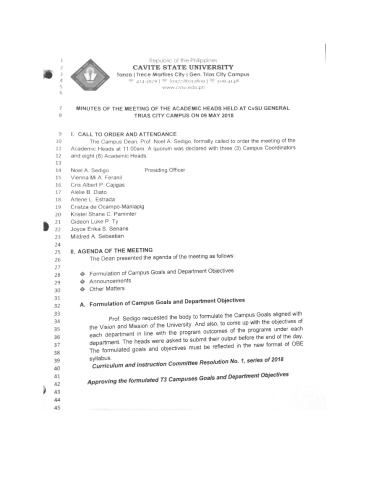 1 Republic of the Philippines
2 CAVITE STATE UNIVERSITY
3 Tanza | Trece Martires City | Gen. Trias City Campus
4
5 www.cvsu.edu.ph
6
7 MINUTES OF THE MEETING OF THE ACADEMIC HEADS HELD AT CvSU GENERAL
8 TRIAS CITY CAMPUS ON 09 MAY 2018
9 I. CALL TO ORDER AND ATTENDANCE
10 The Campus Dean, Prof. Noel A. Sedigo, formally called to order the meeting of the
11 Academic Heads at 11:00am. A quorum was declared with three (3) Campus Coordinators
12 and eight (8) Academic Heads
13
14 Noel A. Sedigo Presiding Officer
15 Vienna Mi A. Feranil
16 Cris Albert P. Cajigas
17 Alelie B. Diato
18 Arlene L. Estrada
19 Cristza de Ocampo-Manlapig
20 Kristel Shane C. Paminter
21 Gideon Luke P. Ty
22 Joyce Erika S. Senaris
23 Mildred A. Sebastian
24
25 II. AGENDA OF THE MEETING
26 The Dean presented the agenda of the meeting as follows:
27
28 ❖ Formulation of Campus Goals and Department Objectives
29 ❖ Announcements
30 ❖ Other Matters
31
32 A. Formulation of Campus Goals and Department Objectives
33
34 Prof. Sedigo requested the body to formulate the Campus Goals aligned with
35 the Vision and Mission of the University. And also, to come up with the objectives of
36 each department in line with the program outcomes of the programs under each
37 department. The heads were asked to submit their output before the end of the day.
38 The formulated goals and objectives must be reflected in the new format of OBE
39 syllabus.
40 Curriculum and instruction Committee Resolution No. 1, series of 2018
41
42 Approving the formulated T3 Campuses Goals and Department Objectives
43
44
45